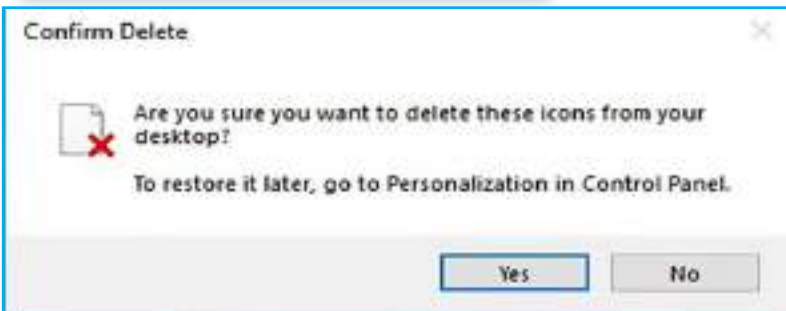 Confirm Delete
Are you sure you want to delete these icons from your
desktop?
To restore it later, go to Personalization in Control Panel.
Yes
No